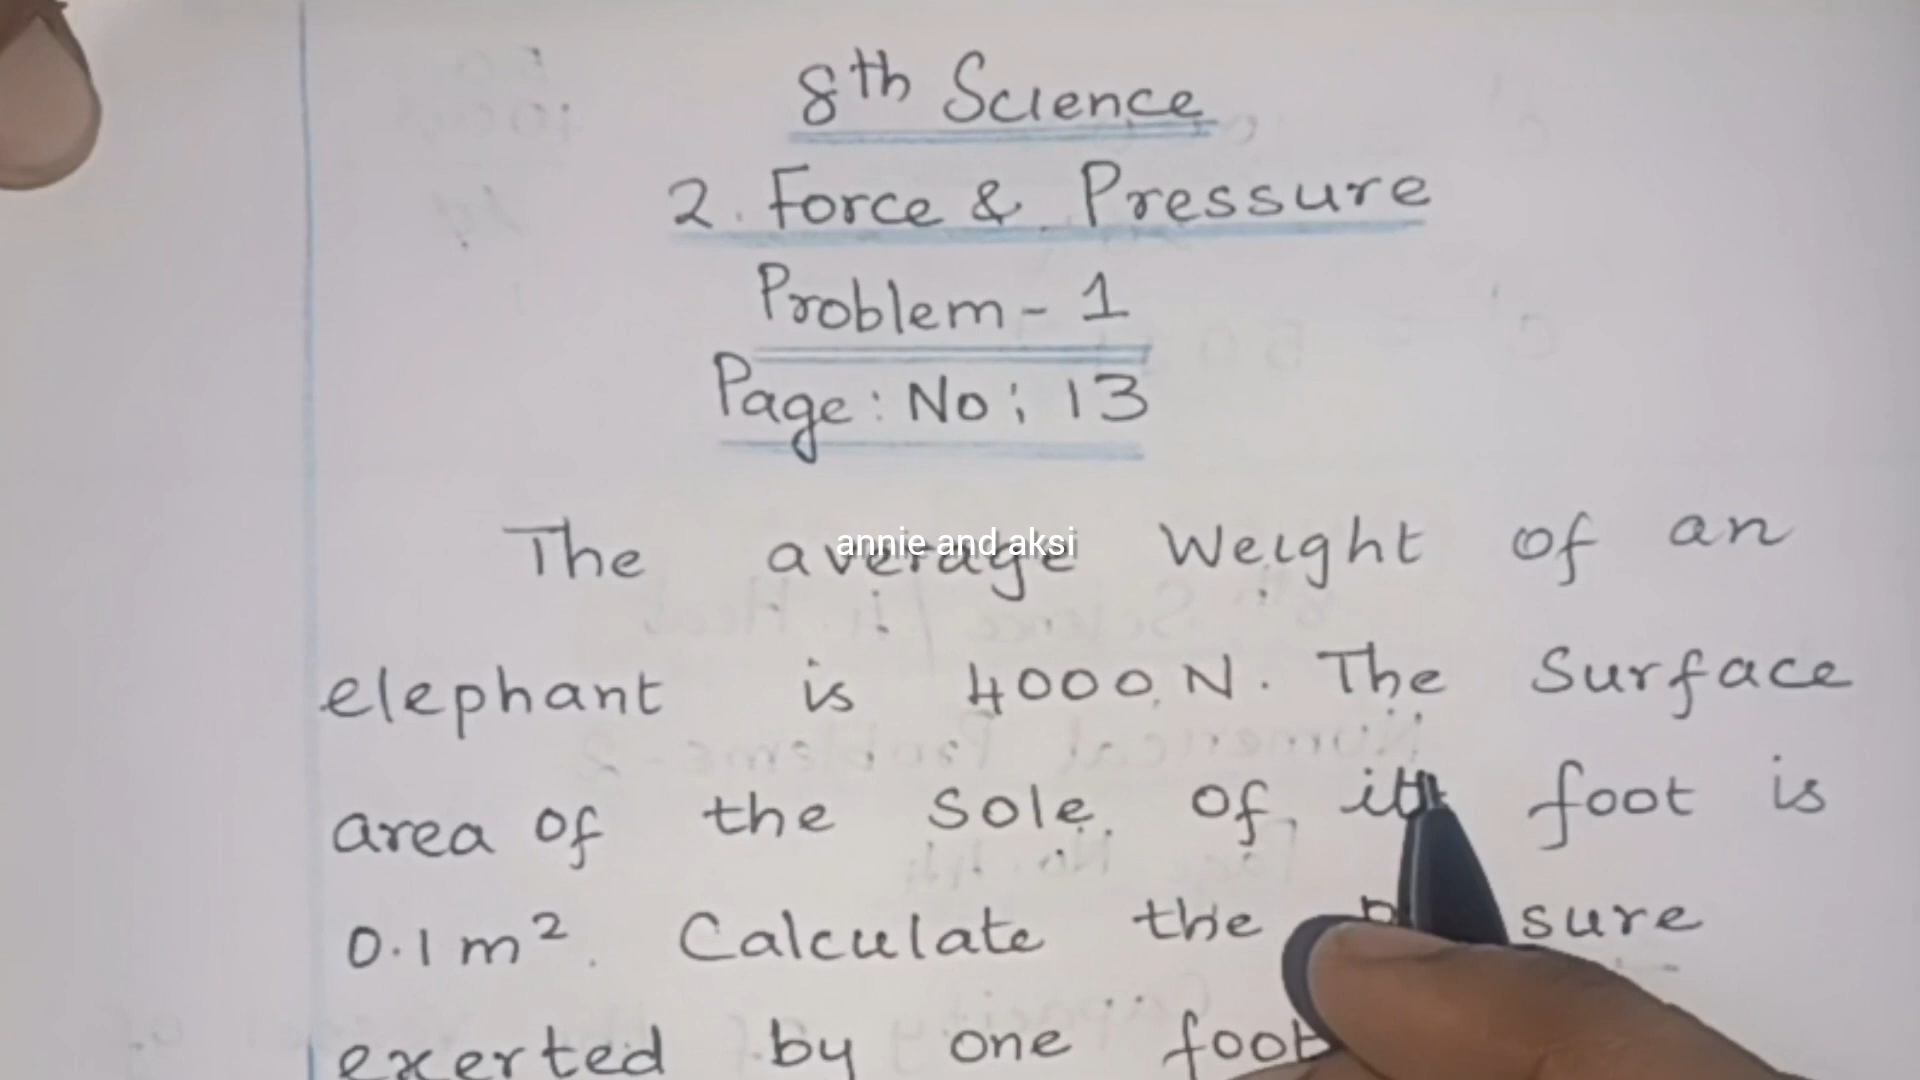 8th Science
2. Force & Pressure
Problem - 1
Page: No: 13
The average Weight of an
annie and aksi
elephant is 4000 N. The Surface
area of the Sole of its foot is
0.1 m². Calculate the sure
exerted by one foot